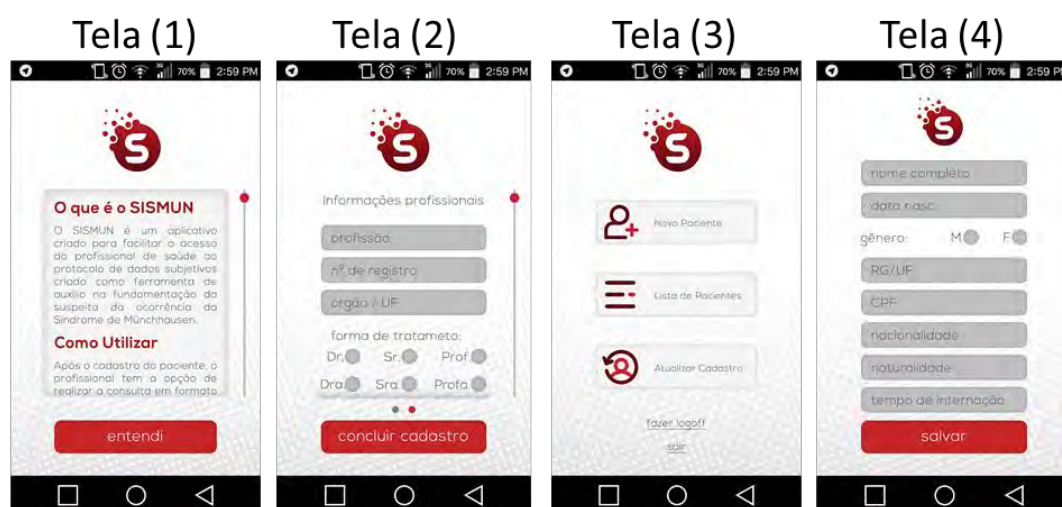 Tela (1)
Tela (2)
Tela (3)
Tela (4)
70% 2:59 PM
S
O que é o SISMUN
O SISMUN é um aplicativo
criado para facilitar o acesso
do profissional de saúde ao
protocolo de dados subjetivos
criado como ferramenta de
auxílio na fundamentação da
suspeita da ocorrência da
Síndrome de Münchhausen.
Como Utilizar
Após o cadastro do paciente, o
profissional tem a opção de
realizar a consulta em formato
entendi
70% 2:59 PM
S
Informações profissionais
profissão
nº de registro
orgão / UF
forma de tratameto:
Dr. Sr. Prof.
Dra. Sra. Profa.
concluir cadastro
70% 2:59 PM
S
Novo Paciente
Lista de Pacientes
Atualizar Cadastro
fazer logoff
sair
70% 2:59 PM
S
nome completo
data nasc.
gênero: M F
RG/UF
CPF
nacionalidade
naturalidade
tempo de internação
salvar